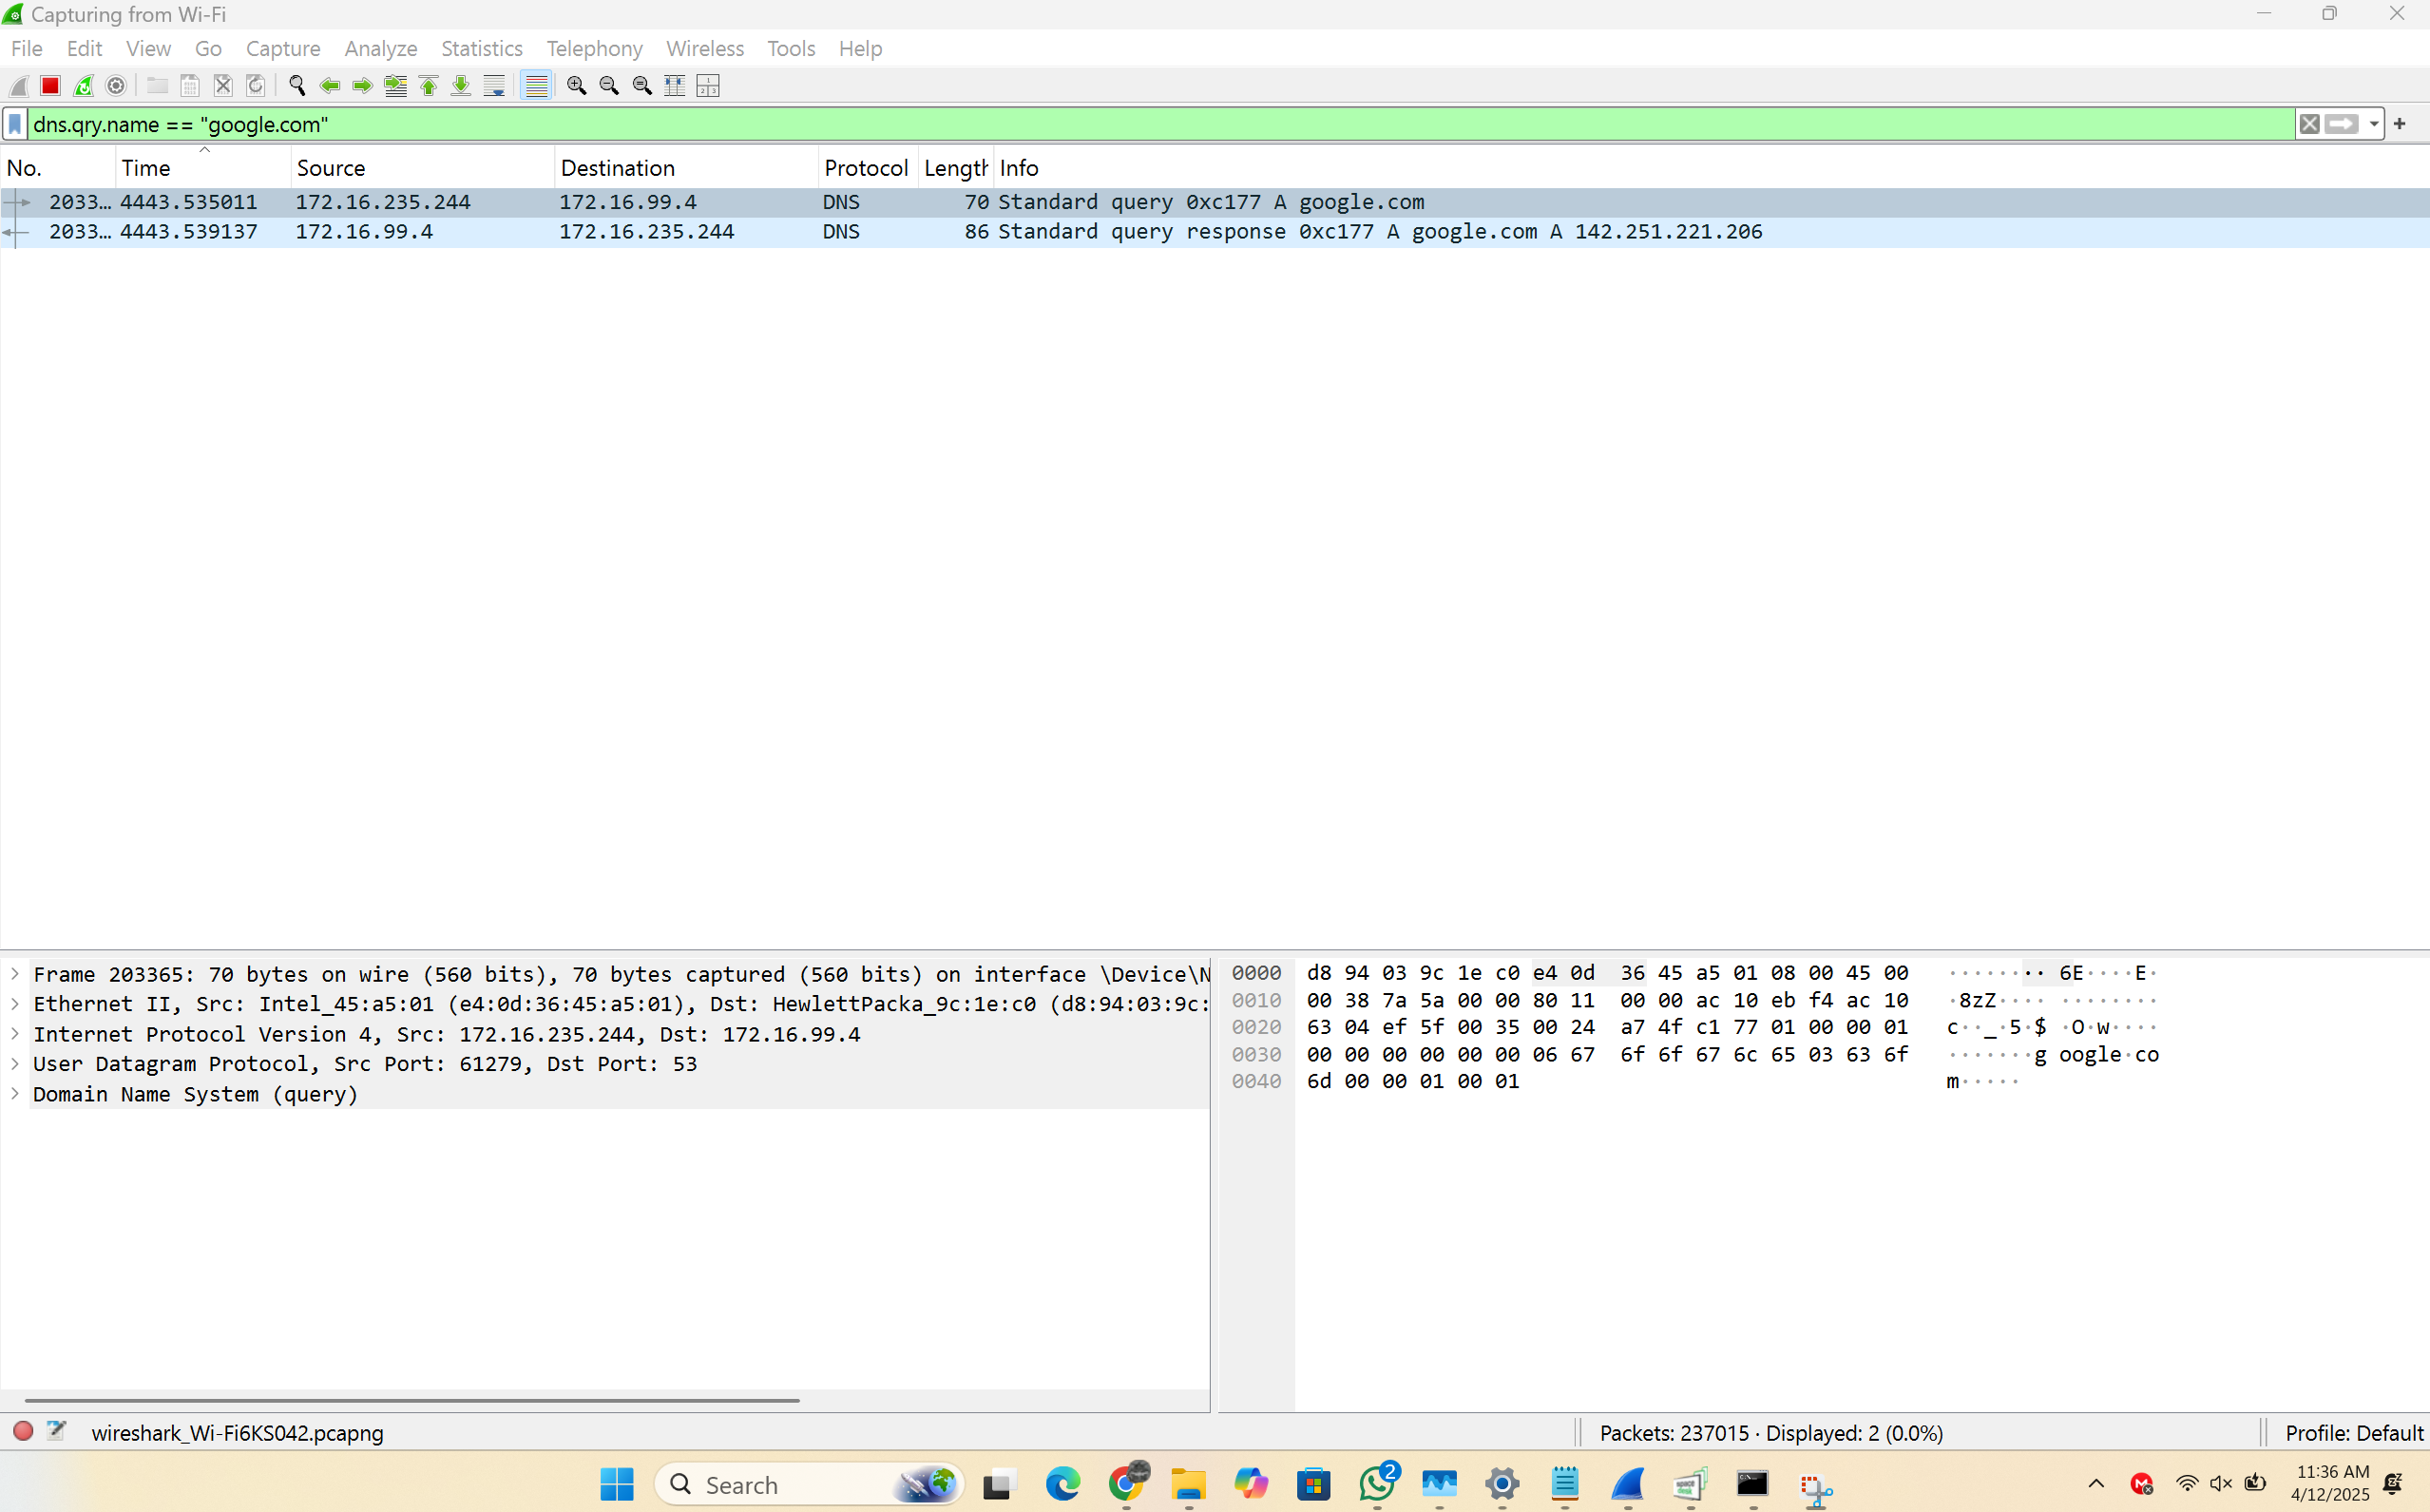 Capturing from Wi-Fi
File Edit View Go Capture Analyze Statistics Telephony Wireless Tools Help
dns.qry.name == "google.com"
No. Time Source Destination Protocol Length Info
2033… 4443.535011 172.16.235.244 172.16.99.4 DNS 70 Standard query 0xc177 A google.com
2033… 4443.539137 172.16.99.4 172.16.235.244 DNS 86 Standard query response 0xc177 A google.com A 142.251.221.206
Frame 203365: 70 bytes on wire (560 bits), 70 bytes captured (560 bits) on interface \Device\N
Ethernet II, Src: Intel_45:a5:01 (e4:0d:36:45:a5:01), Dst: HewlettPacka_9c:1e:c0 (d8:94:03:9c:
Internet Protocol Version 4, Src: 172.16.235.244, Dst: 172.16.99.4
User Datagram Protocol, Src Port: 61279, Dst Port: 53
Domain Name System (query)
0000 d8 94 03 9c 1e c0 e4 0d 36 45 a5 01 08 00 45 00 ········ 6E····E·
0010 00 38 7a 5a 00 00 80 11 00 00 ac 10 eb f4 ac 10 ·8zZ···· ········
0020 63 04 ef 5f 00 35 00 24 a7 4f c1 77 01 00 00 01 c··_·5·$ ·O·w····
0030 00 00 00 00 00 00 06 67 6f 6f 67 6c 65 03 63 6f ·······g oogle·co
0040 6d 00 00 01 00 01 m·····
wireshark_Wi-Fi6KS042.pcapng
Packets: 237015 · Displayed: 2 (0.0%)
Profile: Default
Search
2
11:36 AM
4/12/2025